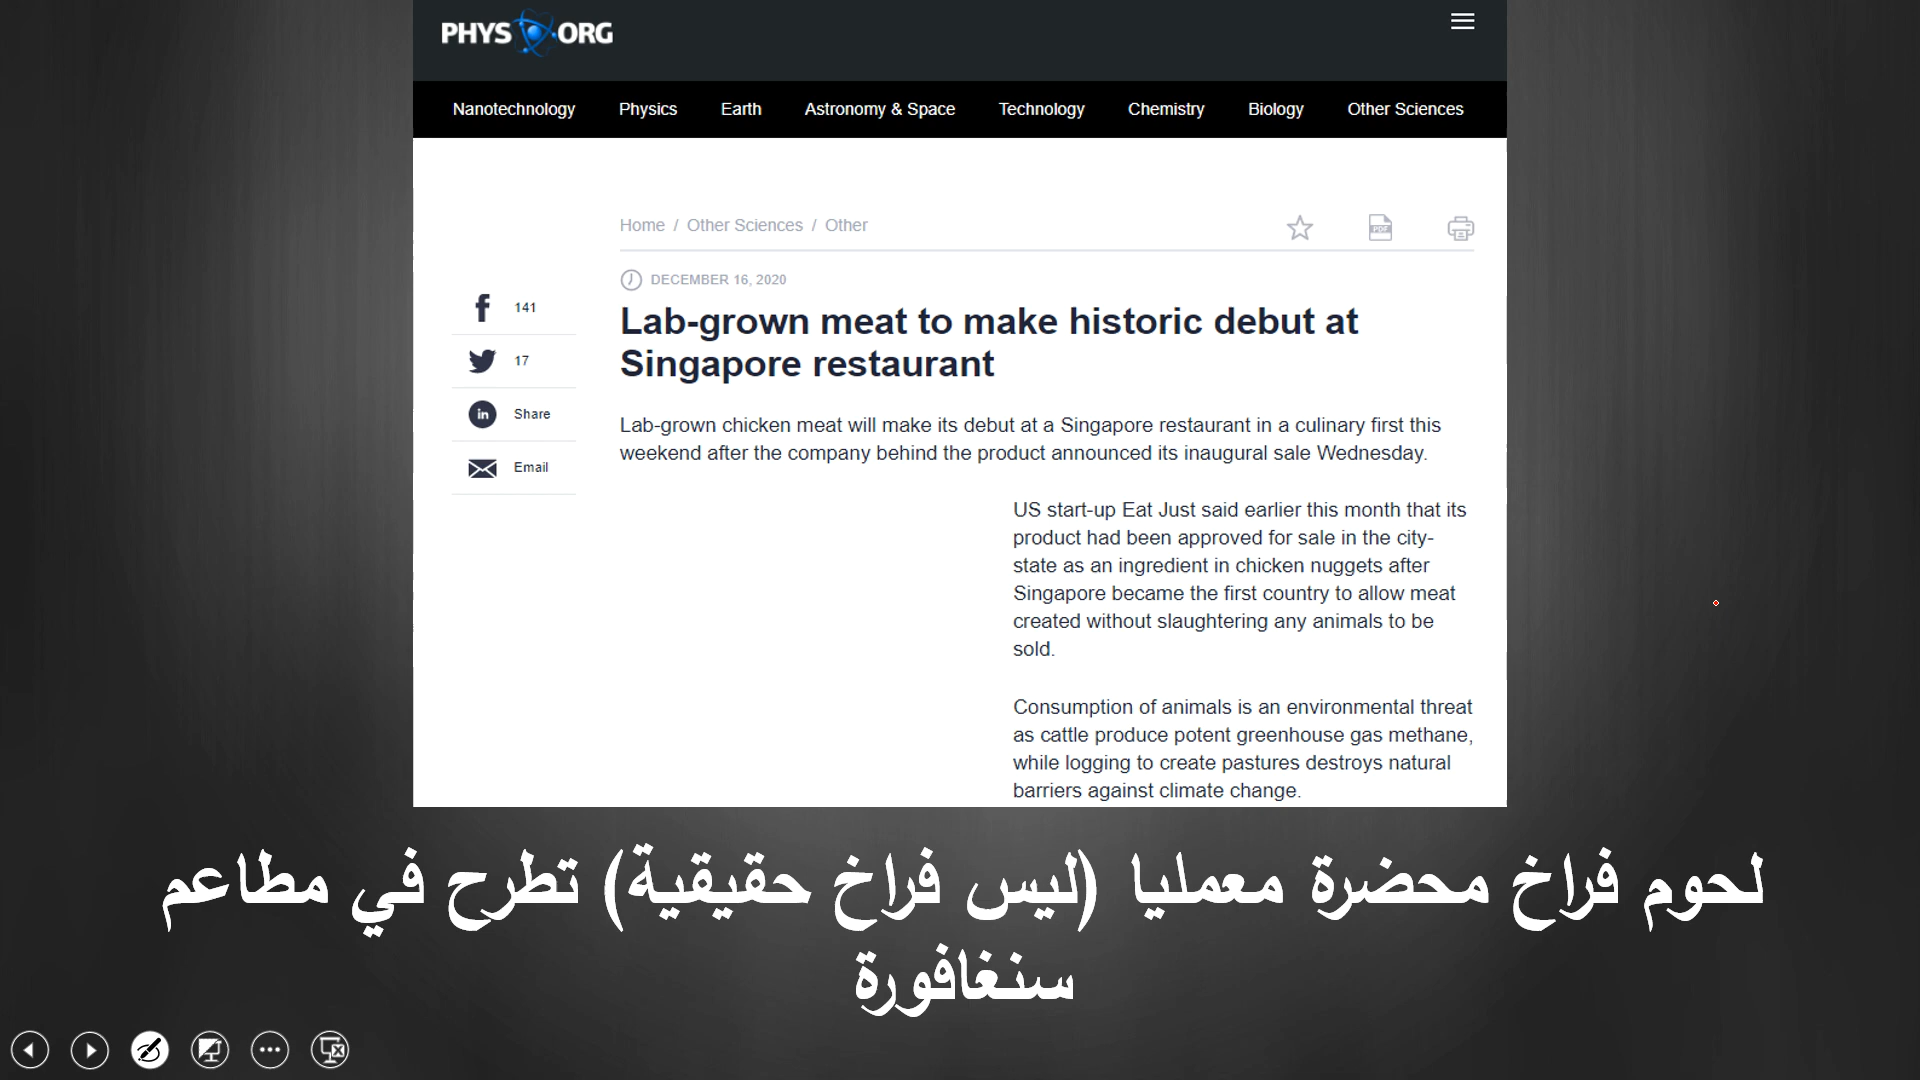 PHYS ORG
Nanotechnology Physics Earth Astronomy & Space Technology Chemistry Biology Other Sciences
Home / Other Sciences / Other
PDF
DECEMBER 16, 2020
Lab-grown meat to make historic debut at
Singapore restaurant
141
17
in Share
Email
Lab-grown chicken meat will make its debut at a Singapore restaurant in a culinary first this
weekend after the company behind the product announced its inaugural sale Wednesday.
US start-up Eat Just said earlier this month that its
product had been approved for sale in the city-
state as an ingredient in chicken nuggets after
Singapore became the first country to allow meat
created without slaughtering any animals to be
sold.
Consumption of animals is an environmental threat
as cattle produce potent greenhouse gas methane,
while logging to create pastures destroys natural
barriers against climate change.
لحوم فراخ محضرة معمليا (ليس فراخ حقيقية) تطرح في مطاعم
سنغافورة